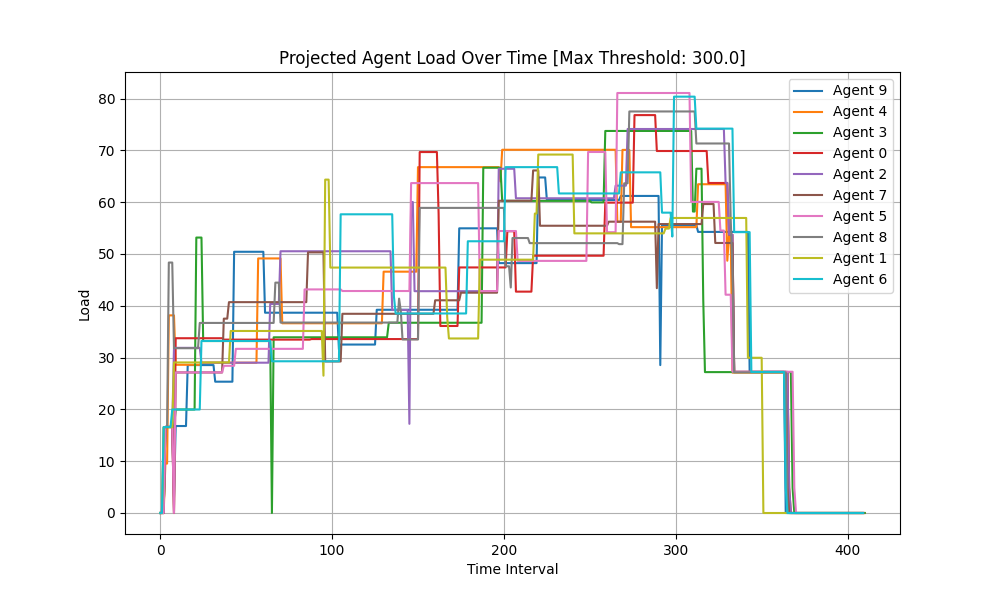 Projected Agent Load Over Time [Max Threshold: 300.0]
Load
80
70
60
50
40
30
20
10
0
0 100 200 300 400
Time Interval
Agent 9
Agent 4
Agent 3
Agent 0
Agent 2
Agent 7
Agent 5
Agent 8
Agent 1
Agent 6